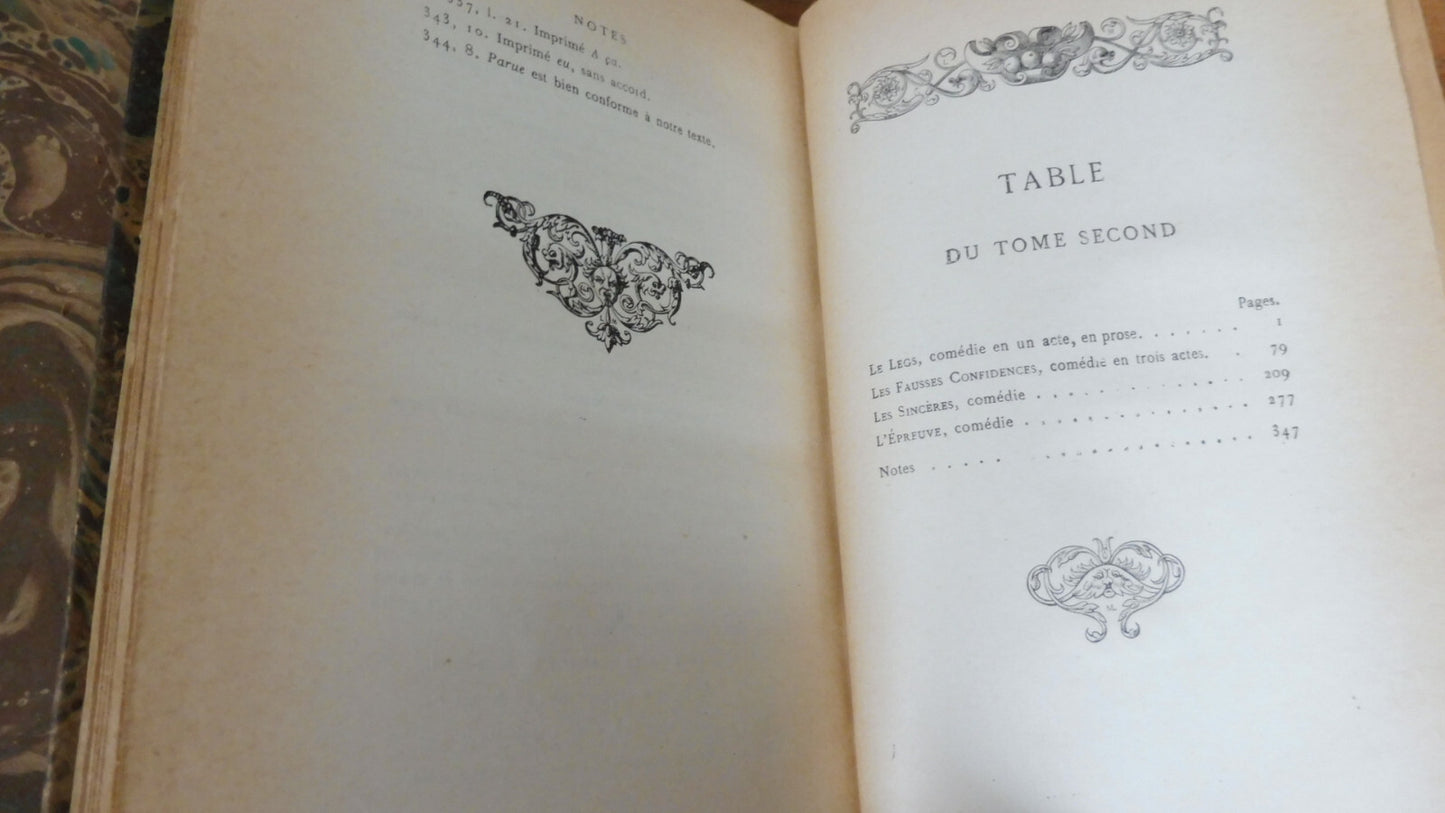 NOTES
337, l. 21. Imprimé A ça.
343, 10. Imprimé eu, sans accord.
344, 8. Parue est bien conforme à notre texte.
TABLE
DU TOME SECOND
Pages.
LE LEGS, comédie en un acte, en prose. . . . . . . . 1
LES FAUSSES CONFIDENCES, comédie en trois actes. . 79
LES SINCÈRES, comédie . . . . . . . . . . . . 209
L'ÉPREUVE, comédie . . . . . . . . . . . . . 277
Notes . . . . . . . . . . . . . . . . . 347